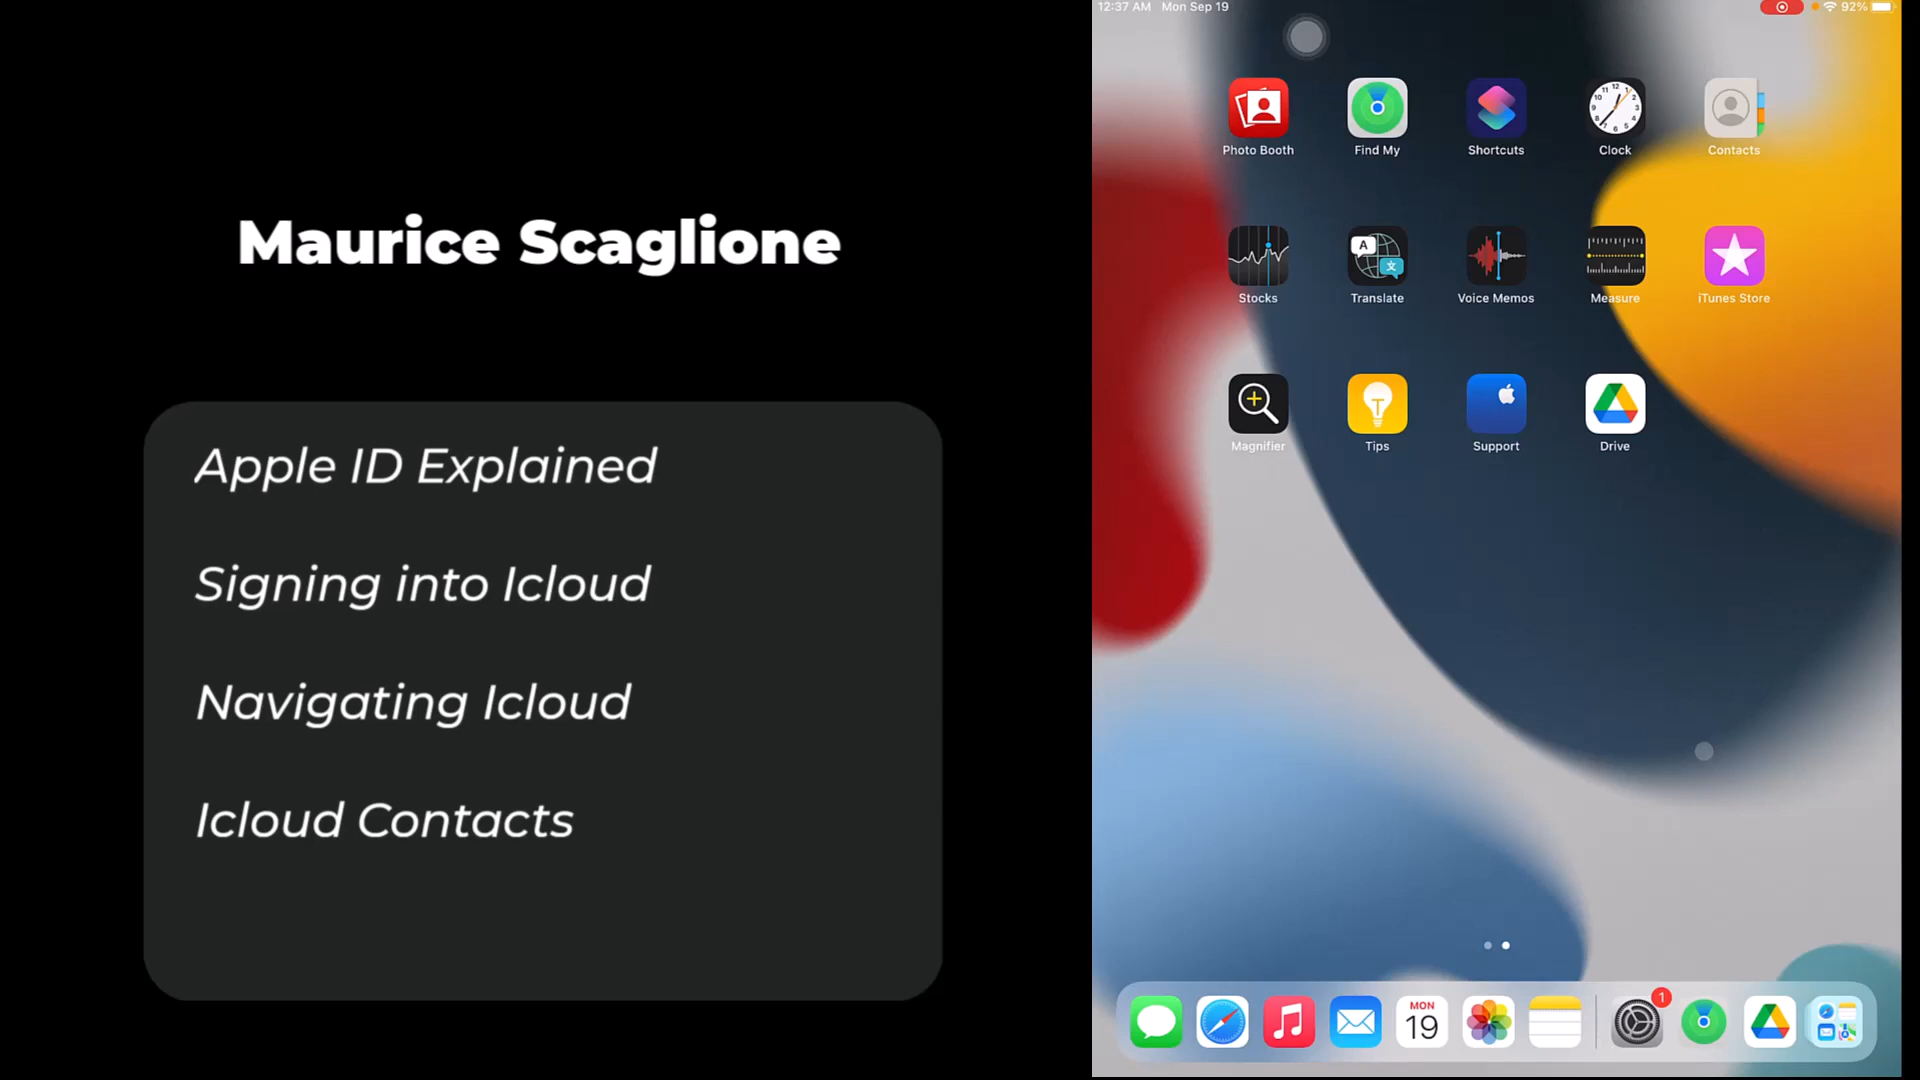 Maurice Scaglione
Apple ID Explained
Signing into Icloud
Navigating Icloud
Icloud Contacts
12:37 AM Mon Sep 19
92%
Photo Booth
Find My
Shortcuts
Clock
Contacts
Stocks
Translate
Voice Memos
Measure
iTunes Store
Magnifier
Tips
Support
Drive
MON
19
1